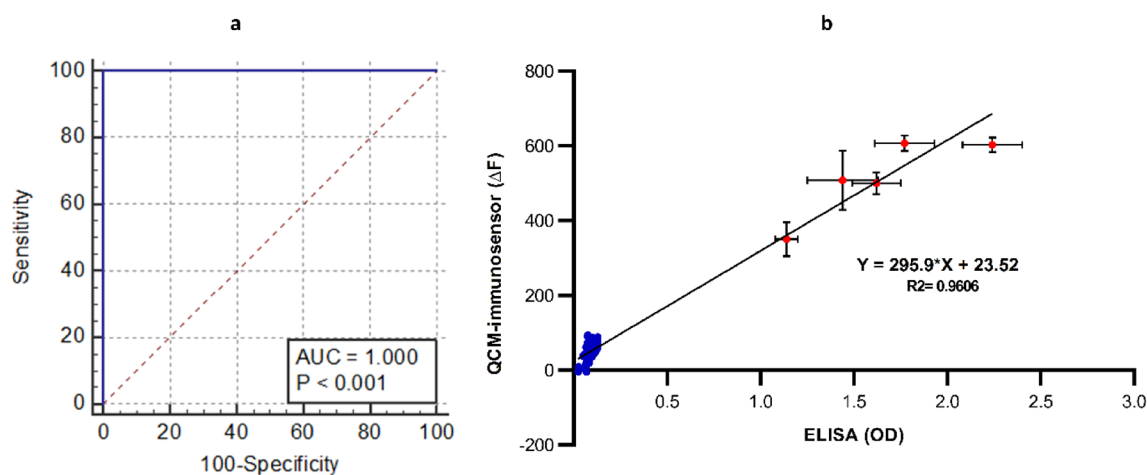 a
100
80
60
40
20
0
Sensitivity
AUC = 1.000
P < 0.001
0 20 40 60 80 100
100-Specificity
b
800
600
400
200
0
-200
QCM-immunosensor (ΔF)
Y = 295.9*X + 23.52
R2= 0.9606
0.5 1.0 1.5 2.0 2.5 3.0
ELISA (OD)